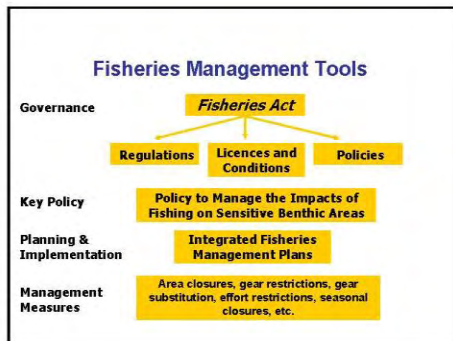 Fisheries Management Tools
Governance
Fisheries Act
Regulations
Licences and
Conditions
Policies
Key Policy
Policy to Manage the Impacts of
Fishing on Sensitive Benthic Areas
Planning &
Implementation
Integrated Fisheries
Management Plans
Management
Measures
Area closures, gear restrictions, gear
substitution, effort restrictions, seasonal
closures, etc.